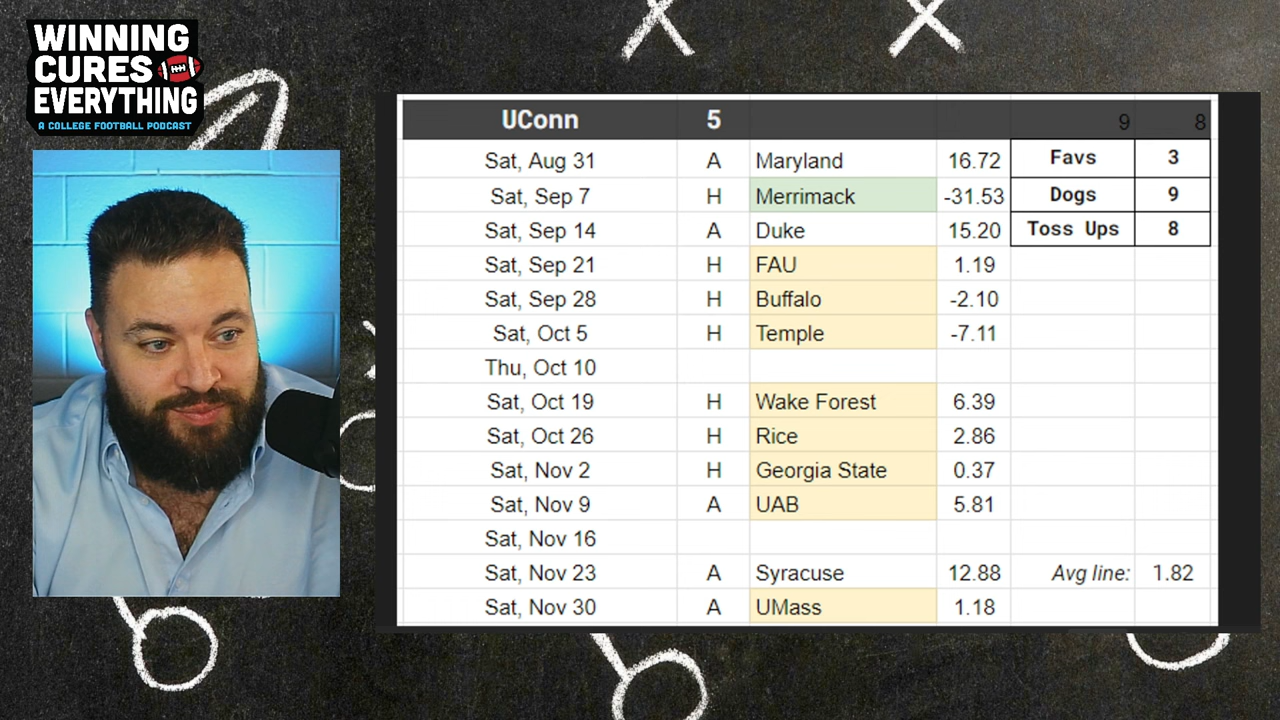 WINNING
CURES
EVERYTHING
A COLLEGE FOOTBALL PODCAST
UConn 5 9 8
Sat, Aug 31 A Maryland 16.72 Favs 3
Sat, Sep 7 H Merrimack -31.53 Dogs 9
Sat, Sep 14 A Duke 15.20 Toss Ups 8
Sat, Sep 21 H FAU 1.19
Sat, Sep 28 H Buffalo -2.10
Sat, Oct 5 H Temple -7.11
Thu, Oct 10
Sat, Oct 19 H Wake Forest 6.39
Sat, Oct 26 H Rice 2.86
Sat, Nov 2 H Georgia State 0.37
Sat, Nov 9 A UAB 5.81
Sat, Nov 16
Sat, Nov 23 A Syracuse 12.88 Avg line: 1.82
Sat, Nov 30 A UMass 1.18